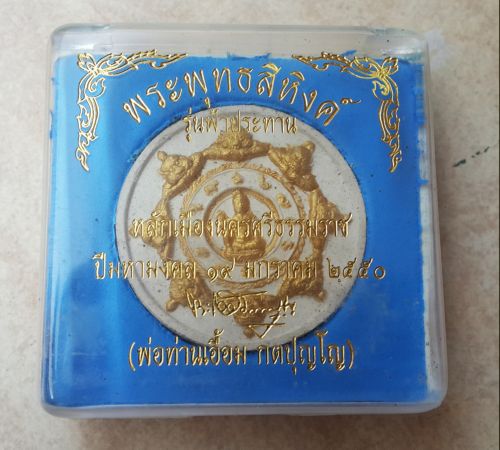 พระพุทธสิหิงค์
รุ่นฟ้าประทาน
หลักเมืองนครศรีธรรมราช
ปีมหามงคล ๑๙ มกราคม ๒๕๕๐
(พ่อท่านเอื้อม กตปุญโญ)